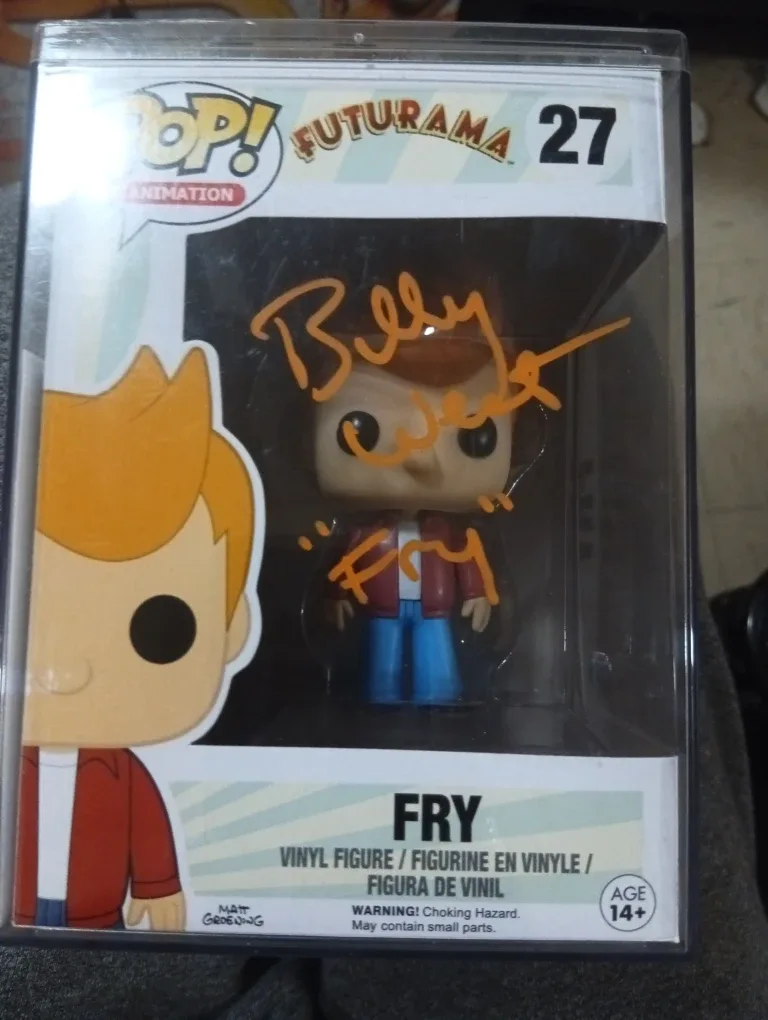 POP!
ANIMATION
FUTURAMA™
27
Billy
West
"Fry"
FRY
VINYL FIGURE / FIGURINE EN VINYLE /
FIGURA DE VINIL
MATT
GROENING
WARNING! Choking Hazard.
May contain small parts.
AGE
14+